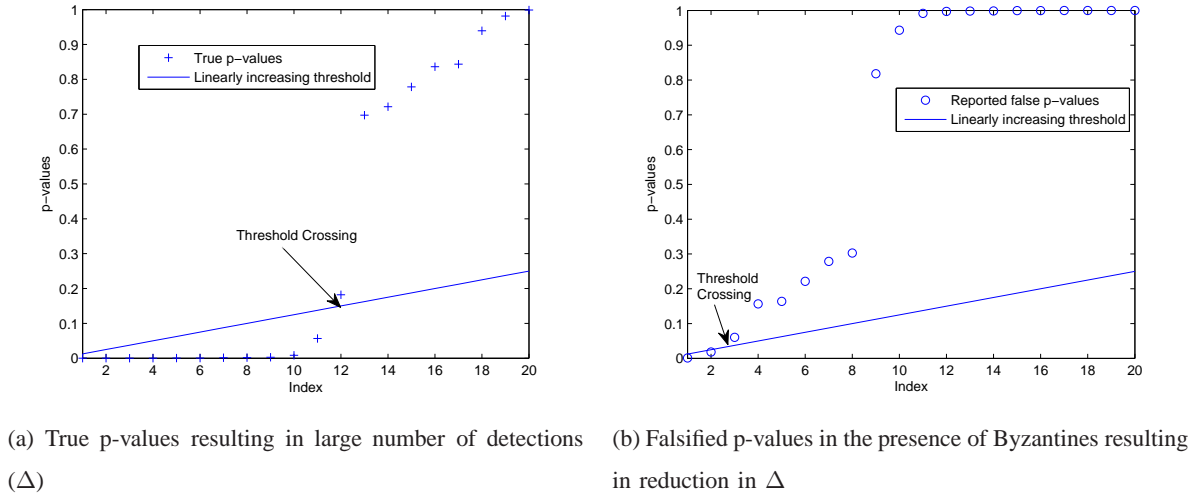 1
0.9
0.8
0.7
0.6
0.5
0.4
0.3
0.2
0.1
0
p−values
True p−values
Linearly increasing threshold
Threshold Crossing
2 4 6 8 10 12 14 16 18 20
Index
(a) True p-values resulting in large number of detections
(Δ)
1
0.9
0.8
0.7
0.6
0.5
0.4
0.3
0.2
0.1
0
p−values
Reported false p−values
Linearly increasing threshold
Threshold
Crossing
2 4 6 8 10 12 14 16 18 20
Index
(b) Falsified p-values in the presence of Byzantines resulting
in reduction in Δ